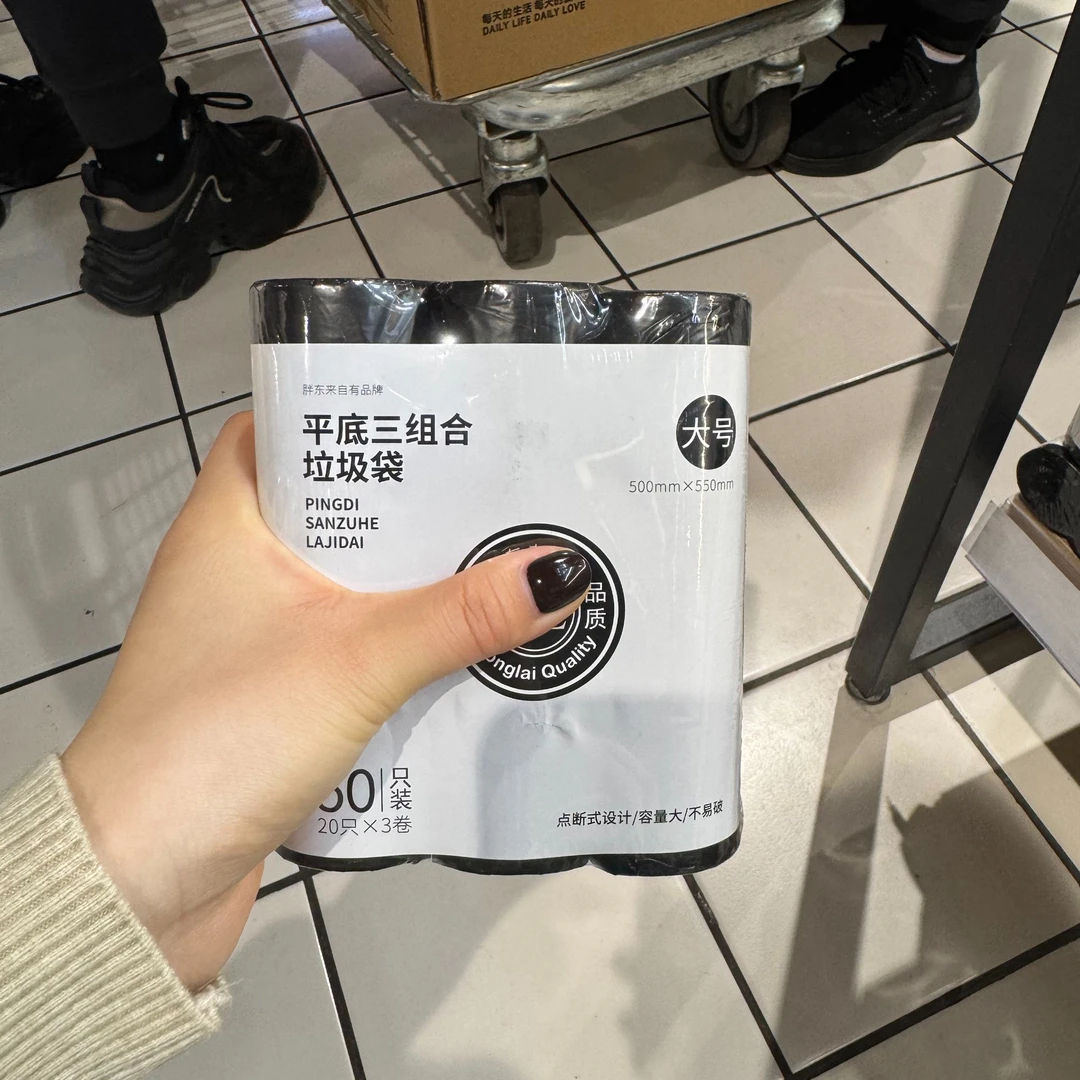 每天的生活 每天的
DAILY LIFE DAILY LOVE
胖东来自有品牌
平底三组合
垃圾袋
PINGDI
SANZUHE
LAJIDAI
大号
500mm×550mm
品质
Quality
只装
20只×3卷
点断式设计/容量大/不易破